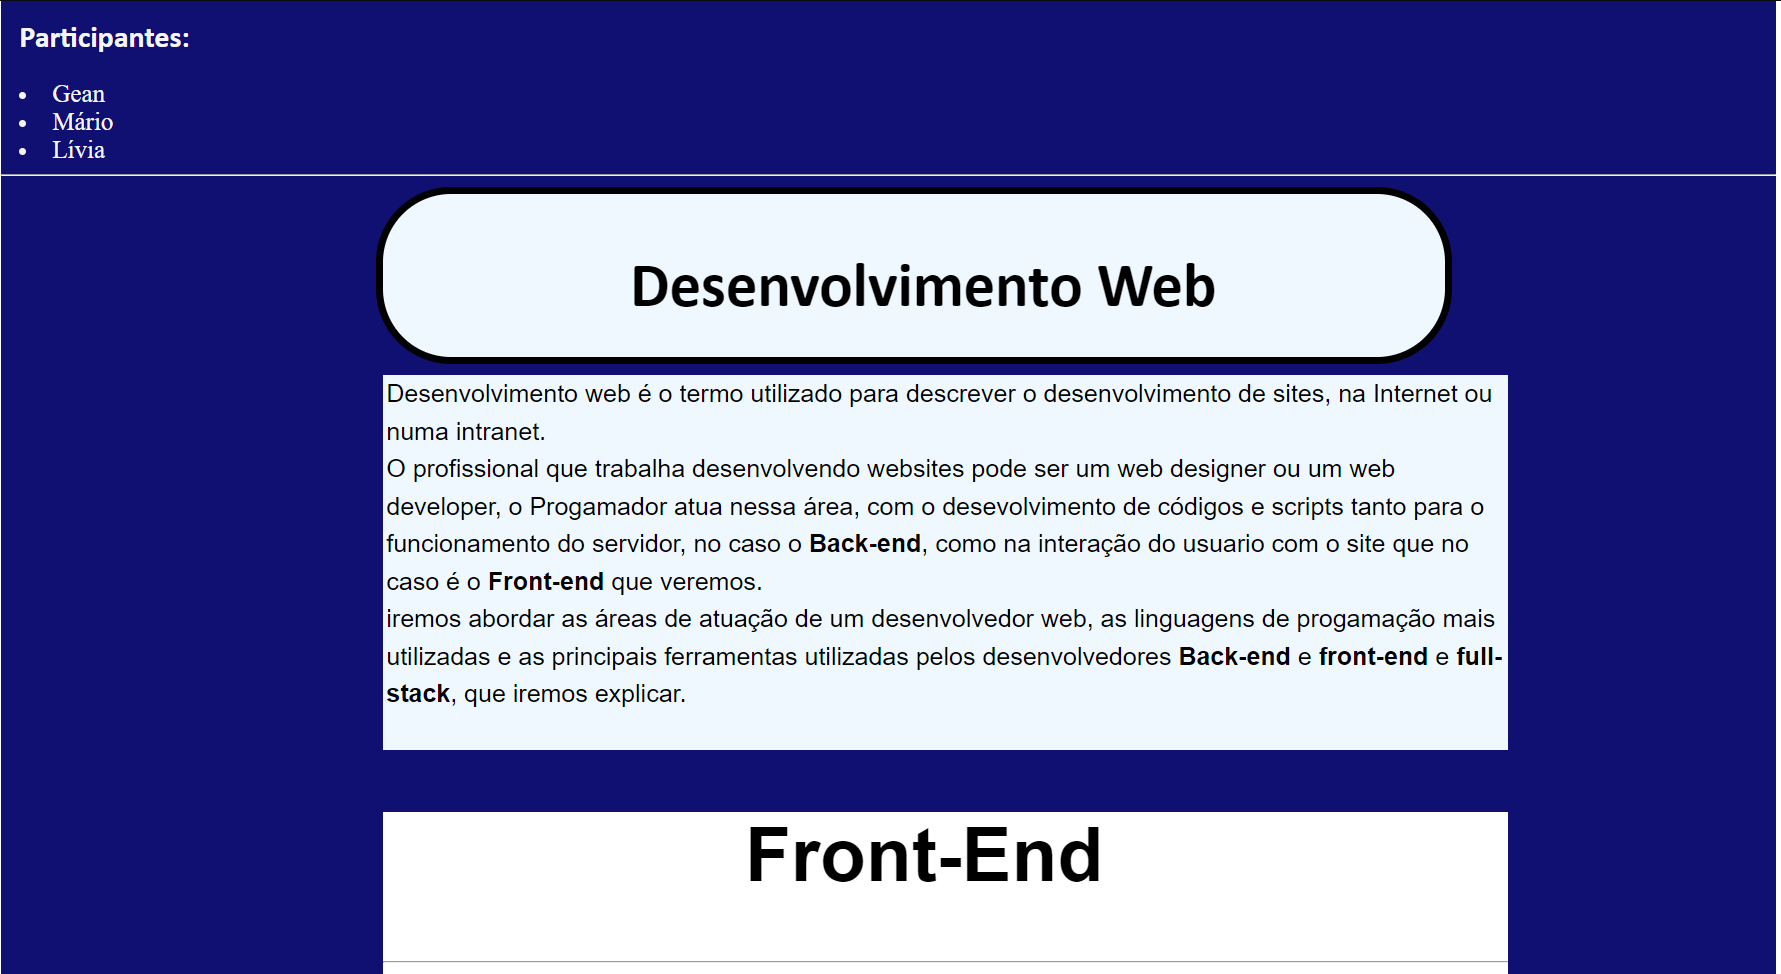 Participantes:
Gean
Mário
Lívia
Desenvolvimento Web
Desenvolvimento web é o termo utilizado para descrever o desenvolvimento de sites, na Internet ou
numa intranet.
O profissional que trabalha desenvolvendo websites pode ser um web designer ou um web
developer, o Progamador atua nessa área, com o desevolvimento de códigos e scripts tanto para o
funcionamento do servidor, no caso o Back-end, como na interação do usuario com o site que no
caso é o Front-end que veremos.
iremos abordar as áreas de atuação de um desenvolvedor web, as linguagens de progamação mais
utilizadas e as principais ferramentas utilizadas pelos desenvolvedores Back-end e front-end e full-
stack, que iremos explicar.
Front-End